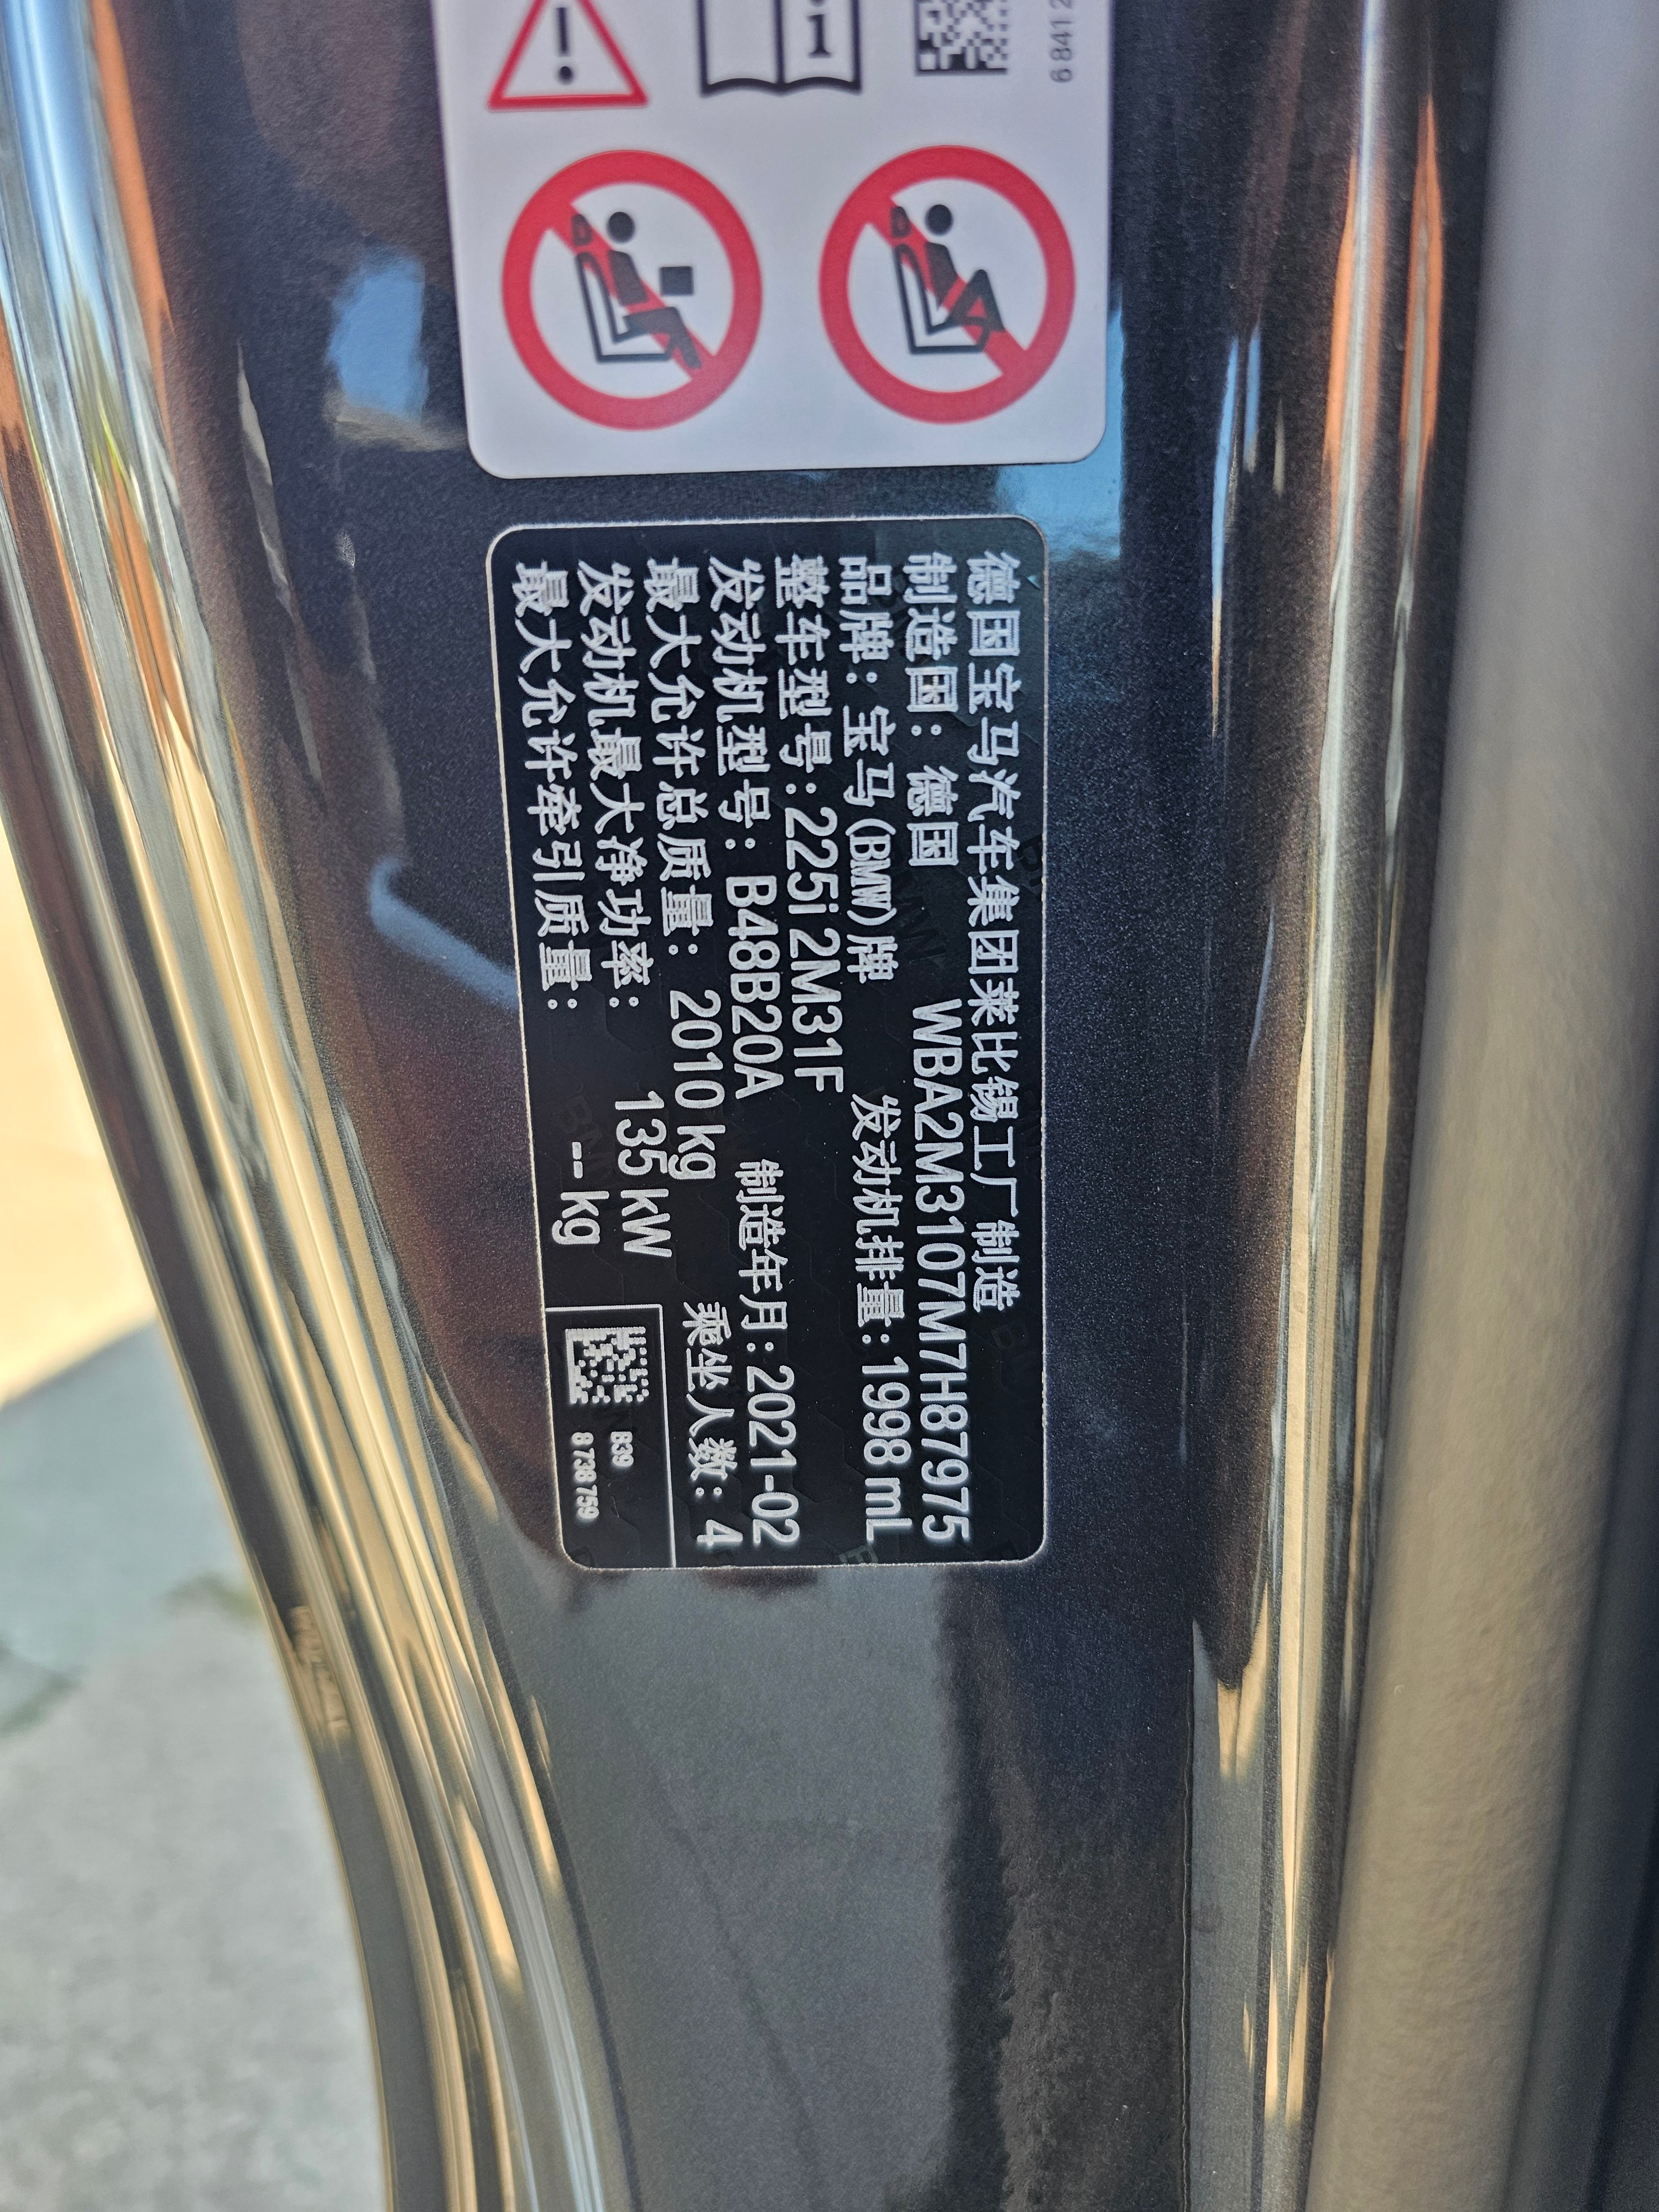 68412
德国宝马汽车集团莱比锡工厂制造
制造国：德国 WBA2M3107M7H87975
品牌：宝马(BMW)牌 发动机排量：1998 mL
整车型号：225i 2M31F
发动机型号：B48B20A 制造年月：2021-02
最大允许总质量：2010 kg 乘坐人数：4
发动机最大净功率：135 kW
最大允许牵引质量：-- kg
B39
8 738 759